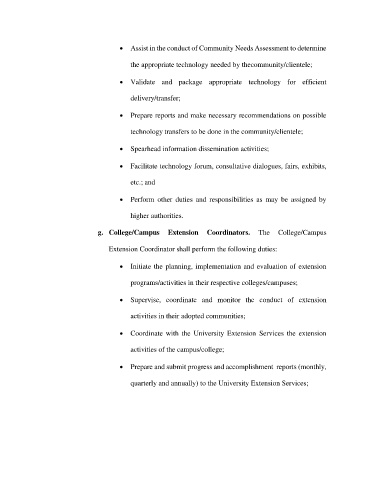 • Assist in the conduct of Community Needs Assessment to determine
the appropriate technology needed by thecommunity/clientele;
• Validate and package appropriate technology for efficient
delivery/transfer;
• Prepare reports and make necessary recommendations on possible
technology transfers to be done in the community/clientele;
• Spearhead information dissemination activities;
• Facilitate technology forum, consultative dialogues, fairs, exhibits,
etc.; and
• Perform other duties and responsibilities as may be assigned by
higher authorities.
g. College/Campus Extension Coordinators. The College/Campus
Extension Coordinator shall perform the following duties:
• Initiate the planning, implementation and evaluation of extension
programs/activities in their respective colleges/campuses;
• Supervise, coordinate and monitor the conduct of extension
activities in their adopted communities;
• Coordinate with the University Extension Services the extension
activities of the campus/college;
• Prepare and submit progress and accomplishment reports (monthly,
quarterly and annually) to the University Extension Services;